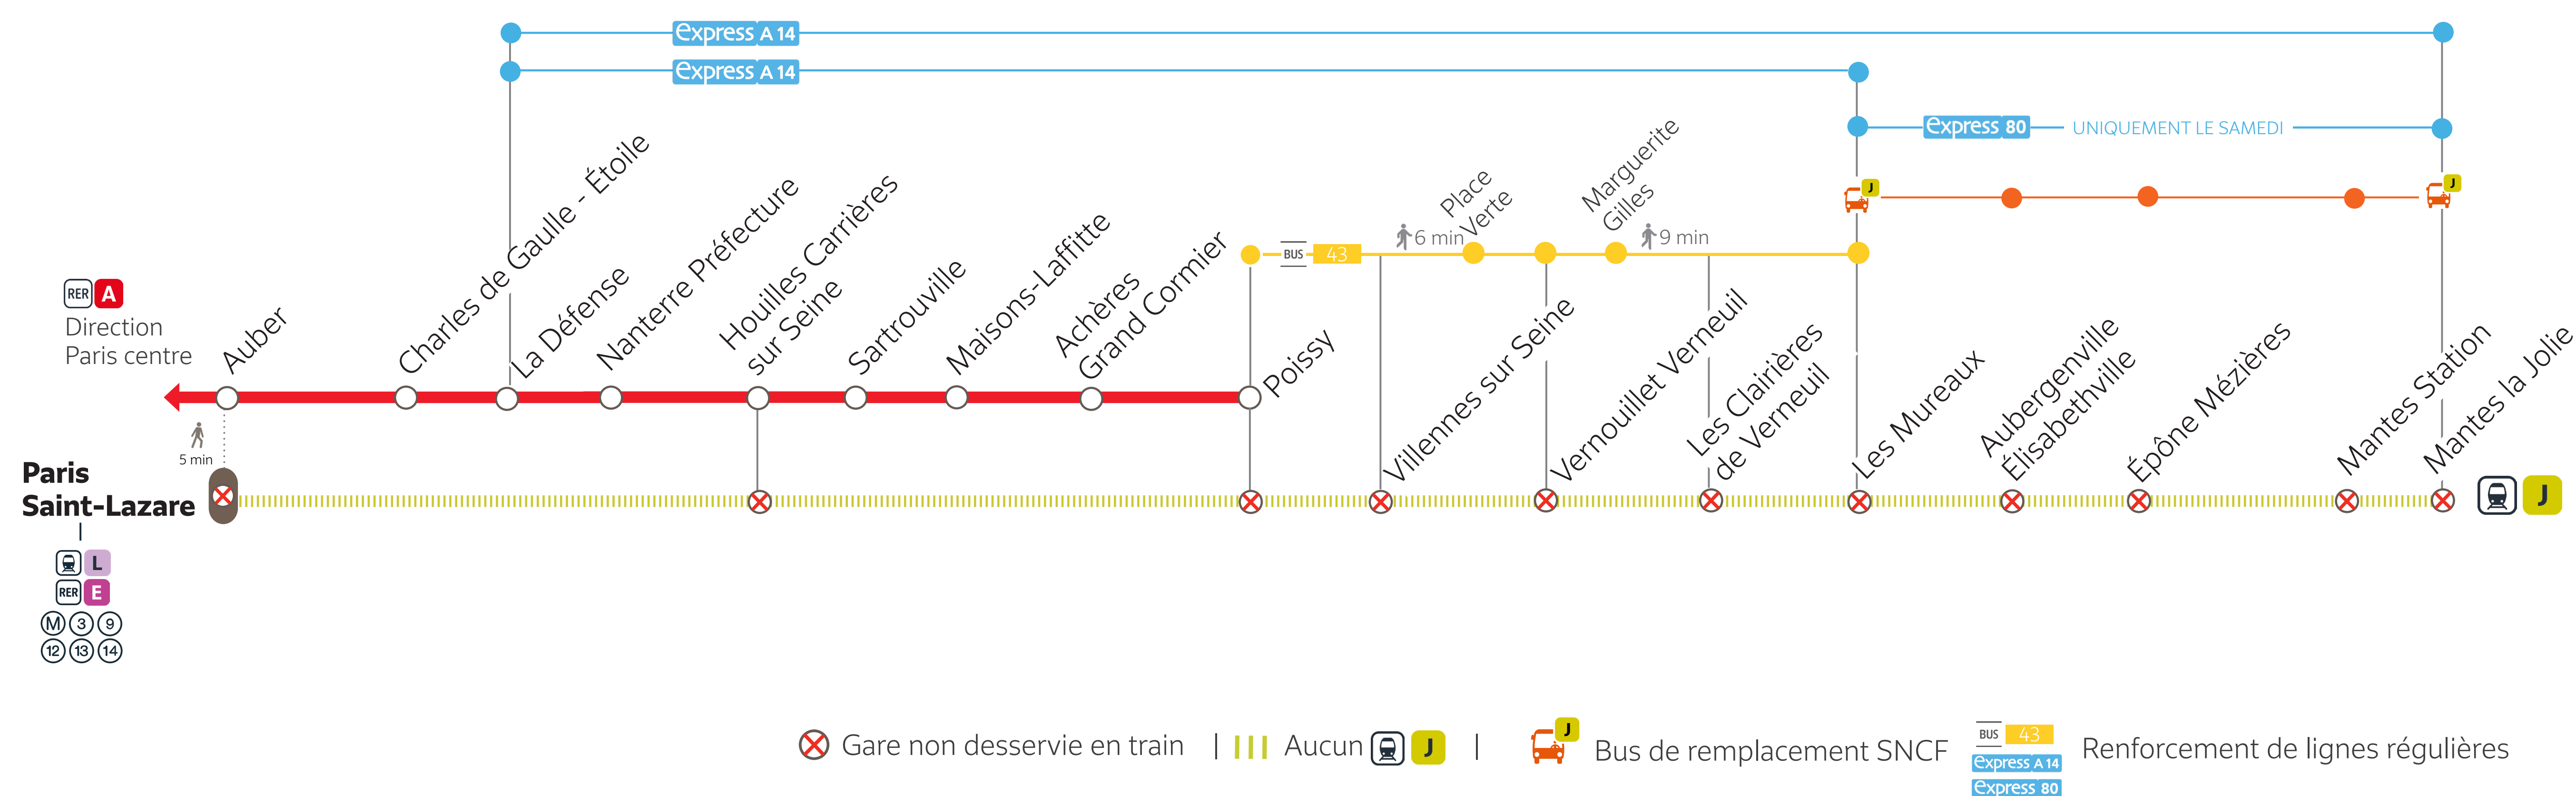 express A 14
express A 14
express 80
UNIQUEMENT LE SAMEDI
J
J
Place
Verte
Marguerite
Gilles
6 min
9 min
BUS
43
RER A
Direction
Paris centre
Auber
Charles de Gaulle - Étoile
La Défense
Nanterre Préfecture
Houilles Carrières
sur Seine
Sartrouville
Maisons-Laffitte
Achères
Grand Cormier
Poissy
Villennes sur Seine
Vernouillet Verneuil
Les Clairières
de Verneuil
Les Mureaux
Aubergenville
Élisabethville
Épône Mézières
Mantes Station
Mantes la Jolie
5 min
Paris
Saint-Lazare
J
L
RER E
M 3 9
12 13 14
Gare non desservie en train
Aucun J
J
Bus de remplacement SNCF
BUS 43
express A 14
express 80
Renforcement de lignes régulières